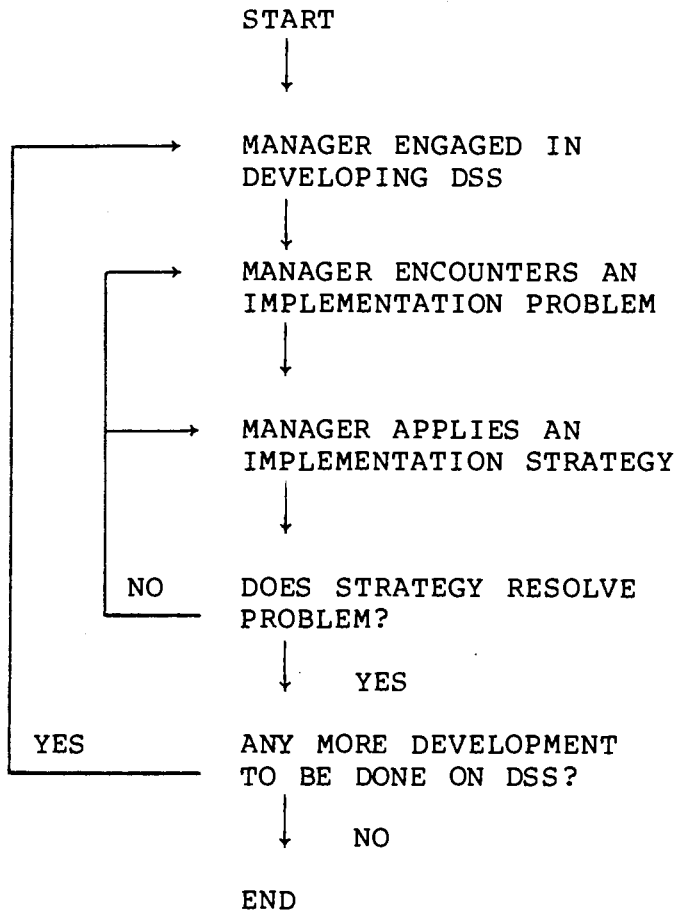 START
MANAGER ENGAGED IN
DEVELOPING DSS
MANAGER ENCOUNTERS AN
IMPLEMENTATION PROBLEM
MANAGER APPLIES AN
IMPLEMENTATION STRATEGY
NO
DOES STRATEGY RESOLVE
PROBLEM?
YES
YES
ANY MORE DEVELOPMENT
TO BE DONE ON DSS?
NO
END